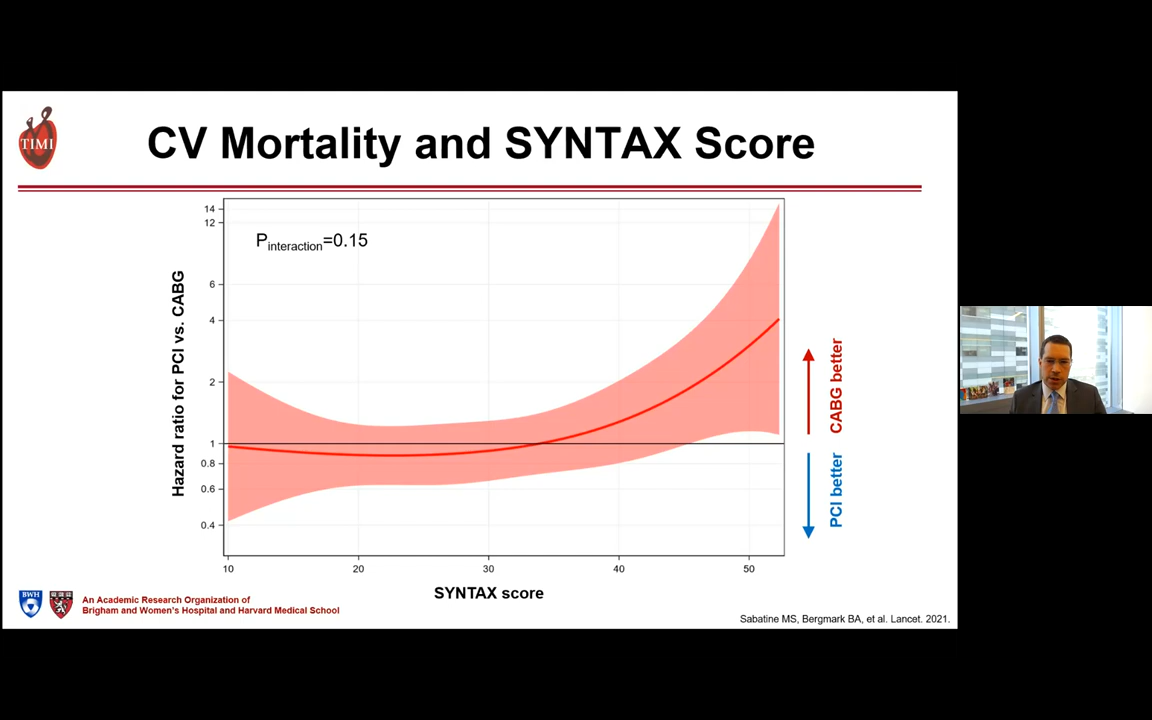 TIMI
CV Mortality and SYNTAX Score
14
12
6
4
2
1
0.8
0.6
0.4
Hazard ratio for PCI vs. CABG
Pinteraction=0.15
CABG better
PCI better
10 20 30 40 50
SYNTAX score
BWH
An Academic Research Organization of
Brigham and Women's Hospital and Harvard Medical School
Sabatine MS, Bergmark BA, et al. Lancet. 2021.